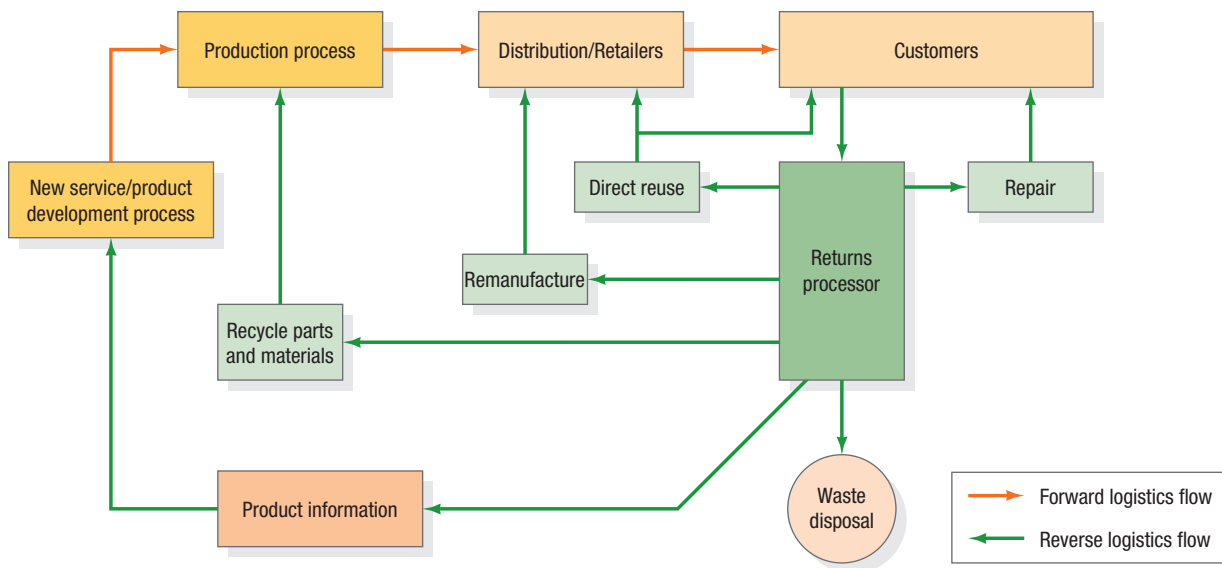 Production process
Distribution/Retailers
Customers
New service/product
development process
Direct reuse
Repair
Remanufacture
Returns
processor
Recycle parts
and materials
Product information
Waste
disposal
Forward logistics flow
Reverse logistics flow